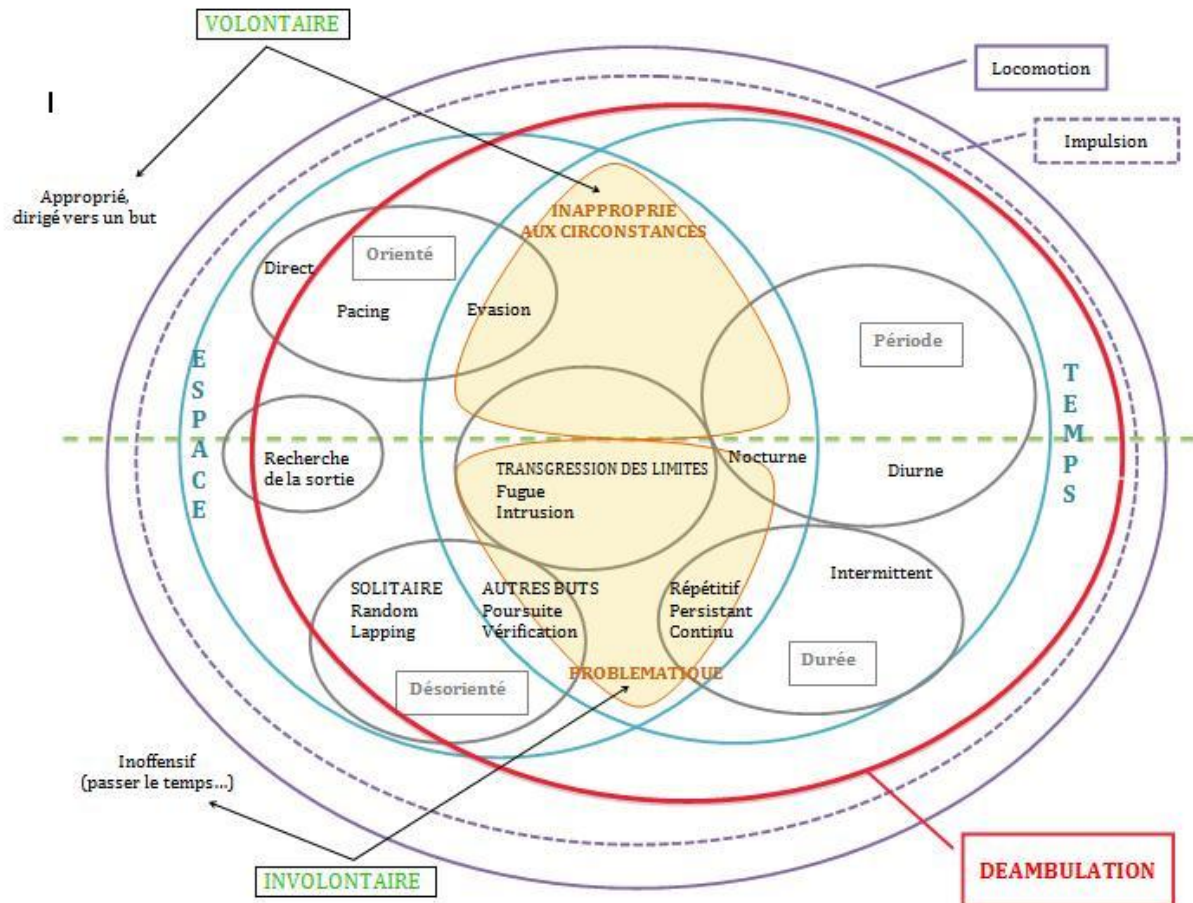 VOLONTAIRE
Locomotion
I
Impulsion
Approprié,
dirigé vers un but
INAPPROPRIE
AUX CIRCONSTANCES
Orienté
Direct
Pacing
Evasion
Période
ESPACE
TEMPS
Recherche
de la sortie
TRANSGRESSION DES LIMITES
Fugue
Intrusion
Nocturne
Diurne
SOLITAIRE
Random
Lapping
AUTRES BUTS
Poursuite
Vérification
Répétitif
Persistant
Continu
Intermittent
Durée
PROBLEMATIQUE
Désorienté
Inoffensif
(passer le temps...)
INVOLONTAIRE
DEAMBULATION